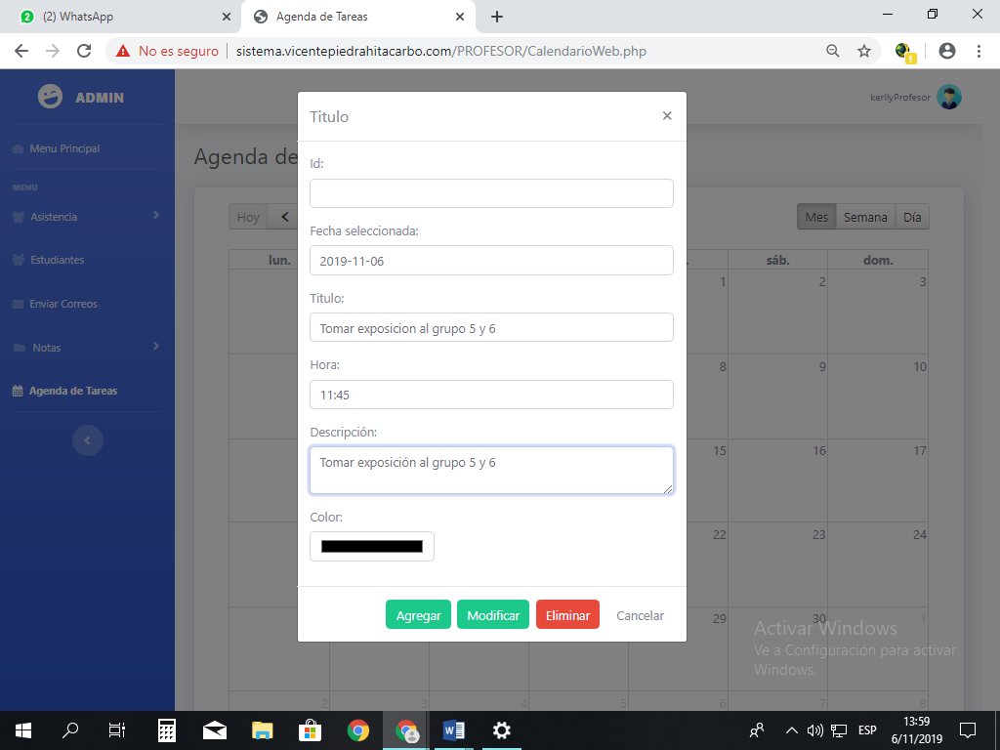 (2) WhatsApp
Agenda de Tareas
No es seguro
sistema.vicentepiedrahitacarbo.com/PROFESOR/CalendarioWeb.php
ADMIN
Menu Principal
MENU
Asistencia
Estudiantes
Enviar Correos
Notas
Agenda de Tareas
kerllyProfesor
Agenda de
Hoy
Mes
Semana
Día
lun.
sáb.
dom.
1
2
3
8
9
10
15
16
17
22
23
24
29
30
1
2
3
4
5
6
7
8
Titulo
×
Id:
Fecha seleccionada:
2019-11-06
Titulo:
Tomar exposicion al grupo 5 y 6
Hora:
11:45
Descripción:
Tomar exposición al grupo 5 y 6
Color:
Agregar
Modificar
Eliminar
Cancelar
Activar Windows
Ve a Configuración para activar
Windows.
ESP
13:59
6/11/2019